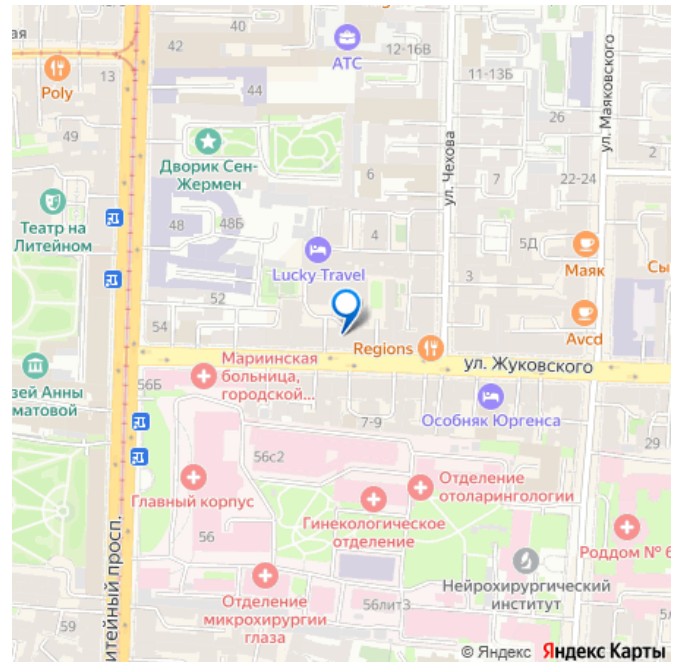 40
42
АТС
12-16В
ая
Poly
13
11-13Б
ул. Маяковского
44
26
49
Дворик Сен-
Жермен
ул. Чехова
2
6
7
22-24
Театр на
Литейном
48
48Б
4
5Д
Маяк
Сы
Lucky Travel
3
52
54
Avcd
Regions
ул. Жуковского
Мариинская
больница,
городской...
зей Анны
матовой
56Б
7-9
Особняк Юргенса
29
56с2
Отделение
отоларингологии
Главный корпус
Гинекологическое
отделение
56
Роддом № 6
Нейрохирургический
институт
Отделение
микрохирургии
глаза
56лит3
59
итейный просп.
© Яндекс Яндекс Карты